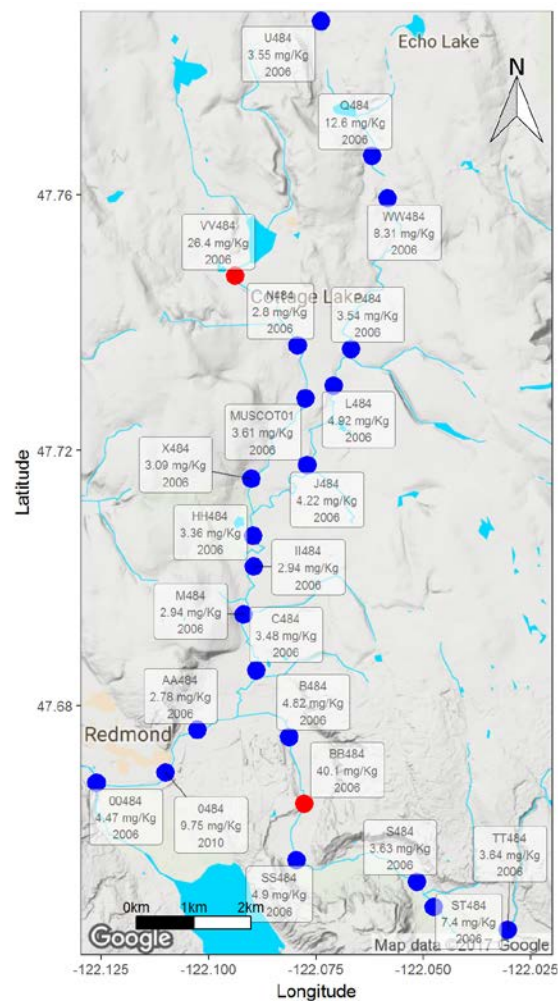 U484
3.55 mg/Kg
2006
Echo Lake
N
Q484
12.6 mg/Kg
2006
47.76
WW484
8.31 mg/Kg
2006
VV484
26.4 mg/Kg
2006
Cottage Lake
N484
2.8 mg/Kg
2006
P484
3.54 mg/Kg
2006
L484
4.92 mg/Kg
2006
MUSCOT01
3.61 mg/Kg
2006
47.72
X484
3.09 mg/Kg
2006
J484
4.22 mg/Kg
2006
Latitude
HH484
3.36 mg/Kg
2006
II484
2.94 mg/Kg
2006
M484
2.94 mg/Kg
2006
C484
3.48 mg/Kg
2006
47.68
AA484
2.78 mg/Kg
2006
B484
4.82 mg/Kg
2006
Redmond
BB484
40.1 mg/Kg
2006
00484
4.47 mg/Kg
2006
0484
9.75 mg/Kg
2010
S484
3.63 mg/Kg
2006
TT484
3.64 mg/Kg
2006
SS484
4.9 mg/Kg
2006
ST484
7.4 mg/Kg
2006
0km 1km 2km
Google
Map data ©2017 Google
-122.125 -122.100 -122.075 -122.050 -122.025
Longitude